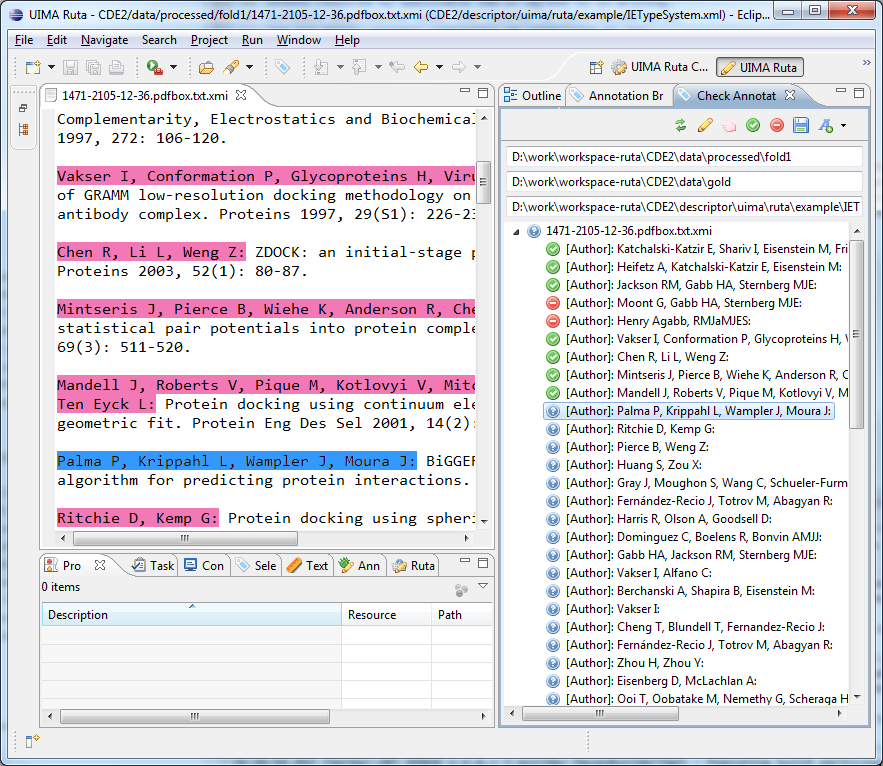 UIMA Ruta - CDE2/data/processed/fold1/1471-2105-12-36.pdfbox.txt.xmi (CDE2/descriptor/uima/ruta/example/IETypeSystem.xml) - Eclip...
File Edit Navigate Search Project Run Window Help
UIMA Ruta C... UIMA Ruta
1471-2105-12-36.pdfbox.txt.xmi
Complementarity, Electrostatics and Biochemical
1997, 272: 106-120.
Vakser I, Conformation P, Glycoproteins H, Viru
of GRAMM low-resolution docking methodology on
antibody complex. Proteins 1997, 29(S1): 226-23
Chen R, Li L, Weng Z: ZDOCK: an initial-stage p
Proteins 2003, 52(1): 80-87.
Mintseris J, Pierce B, Wiehe K, Anderson R, Che
statistical pair potentials into protein comple
69(3): 511-520.
Mandell J, Roberts V, Pique M, Kotlovyi V, Mitc
Ten Eyck L: Protein docking using continuum ele
geometric fit. Protein Eng Des Sel 2001, 14(2):
Palma P, Krippahl L, Wampler J, Moura J: BiGGER
algorithm for predicting protein interactions.
Ritchie D, Kemp G: Protein docking using spheri
Pro Task Con Sele Text Ann Ruta
0 items
Description Resource Path
Outline Annotation Br Check Annotat
D:\work\workspace-ruta\CDE2\data\processed\fold1
D:\work\workspace-ruta\CDE2\data\gold
D:\work\workspace-ruta\CDE2\descriptor\uima\ruta\example\IET
1471-2105-12-36.pdfbox.txt.xmi
[Author]: Katchalski-Katzir E, Shariv I, Eisenstein M, Fri
[Author]: Heifetz A, Katchalski-Katzir E, Eisenstein M:
[Author]: Jackson RM, Gabb HA, Sternberg MJE:
[Author]: Moont G, Gabb HA, Sternberg MJE:
[Author]: Henry Agabb, RMJaMJES:
[Author]: Vakser I, Conformation P, Glycoproteins H, V
[Author]: Chen R, Li L, Weng Z:
[Author]: Mintseris J, Pierce B, Wiehe K, Anderson R, C
[Author]: Mandell J, Roberts V, Pique M, Kotlovyi V, M
[Author]: Palma P, Krippahl L, Wampler J, Moura J:
[Author]: Ritchie D, Kemp G:
[Author]: Pierce B, Weng Z:
[Author]: Huang S, Zou X:
[Author]: Gray J, Moughon S, Wang C, Schueler-Furm
[Author]: Fernández-Recio J, Totrov M, Abagyan R:
[Author]: Harris R, Olson A, Goodsell D:
[Author]: Dominguez C, Boelens R, Bonvin AMJJ:
[Author]: Gabb HA, Jackson RM, Sternberg MJE:
[Author]: Vakser I, Alfano C:
[Author]: Berchanski A, Shapira B, Eisenstein M:
[Author]: Vakser I:
[Author]: Cheng T, Blundell T, Fernandez-Recio J:
[Author]: Fernández-Recio J, Totrov M, Abagyan R:
[Author]: Zhou H, Zhou Y:
[Author]: Eisenberg D, McLachlan A:
[Author]: Ooi T, Oobatake M, Nemethy G, Scheraga H